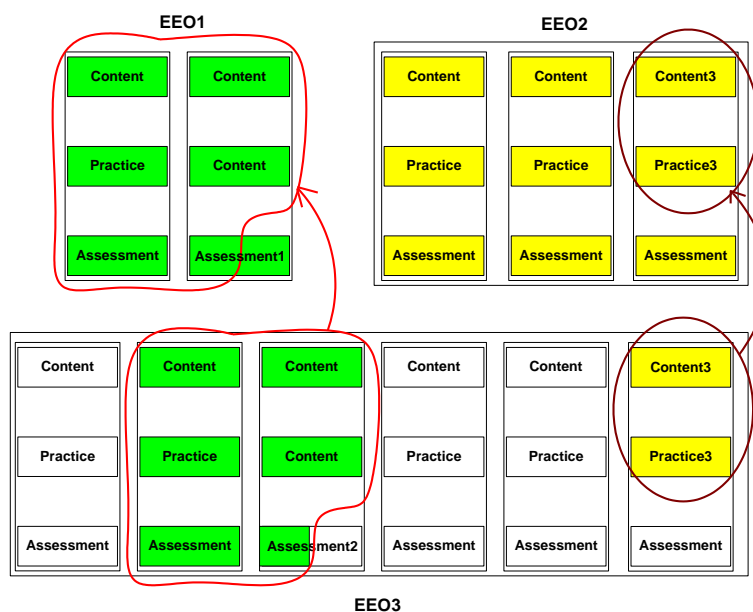 EEO1
EEO2
Content
Content
Content
Content
Content3
Practice
Content
Practice
Practice
Practice3
Assessment
Assessment1
Assessment
Assessment
Assessment
Content
Content
Content
Content
Content
Content3
Practice
Practice
Content
Practice
Practice
Practice3
Assessment
Assessment
Assessment2
Assessment
Assessment
Assessment
EEO3